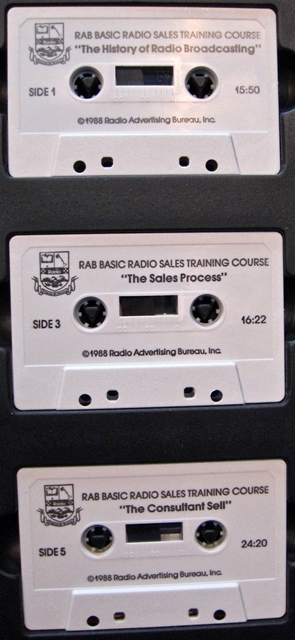 RAB BASIC RADIO SALES TRAINING COURSE
"The History of Radio Broadcasting"
SIDE 1
15:50
©1988 Radio Advertising Bureau, Inc.
RAB BASIC RADIO SALES TRAINING COURSE
"The Sales Process"
SIDE 3
16:22
©1988 Radio Advertising Bureau, Inc.
RAB BASIC RADIO SALES TRAINING COURSE
"The Consultant Sell"
SIDE 5
24:20
©1988 Radio Advertising Bureau, Inc.